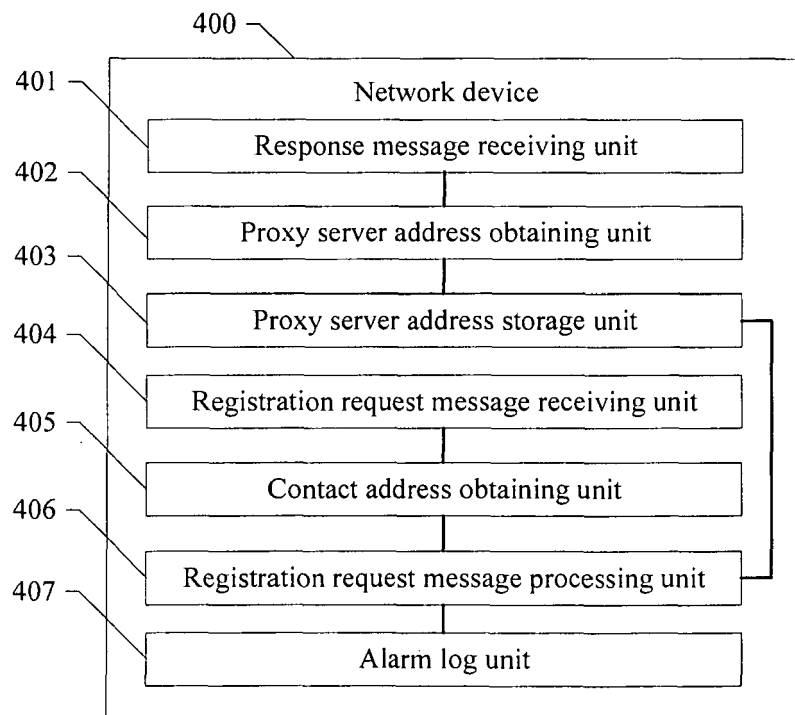 400
401
Network device
Response message receiving unit
402
Proxy server address obtaining unit
403
Proxy server address storage unit
404
Registration request message receiving unit
405
Contact address obtaining unit
406
Registration request message processing unit
407
Alarm log unit